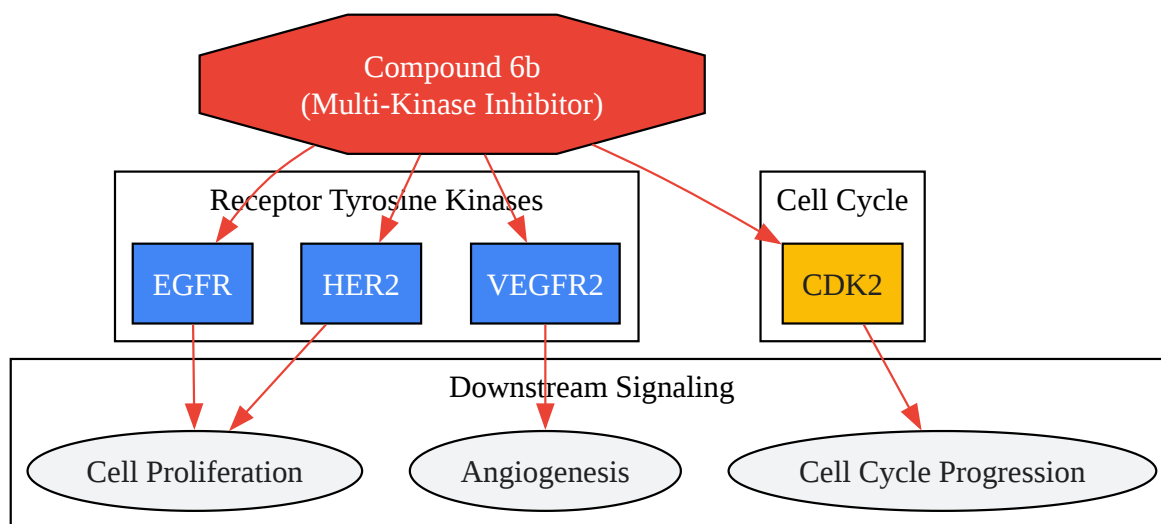 Compound 6b
(Multi-Kinase Inhibitor)
Receptor Tyrosine Kinases
Cell Cycle
EGFR
HER2
VEGFR2
CDK2
Downstream Signaling
Cell Proliferation
Angiogenesis
Cell Cycle Progression